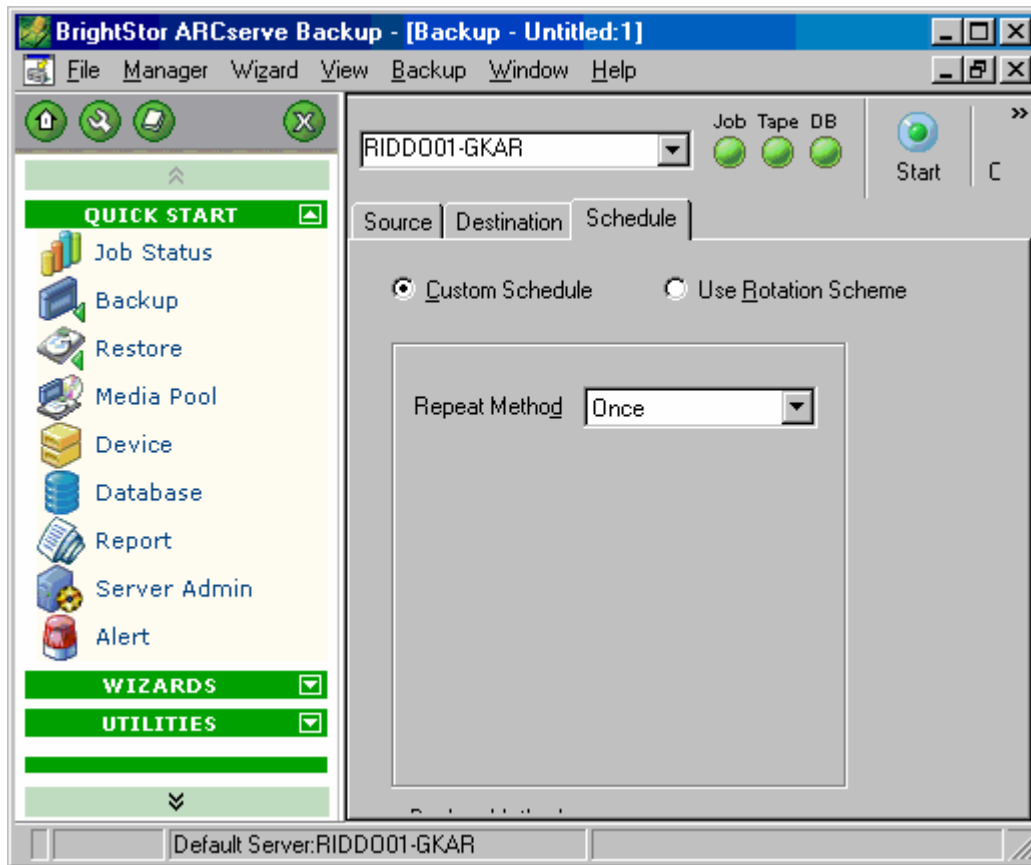 BrightStor ARCserve Backup - [Backup - Untitled:1]
File Manager Wizard View Backup Window Help
RIDDO01-GKAR
Job Tape DB
Start
C
QUICK START
Job Status
Backup
Restore
Media Pool
Device
Database
Report
Server Admin
Alert
WIZARDS
UTILITIES
Source Destination Schedule
Custom Schedule Use Rotation Scheme
Repeat Method Once
Default Server:RIDDO01-GKAR